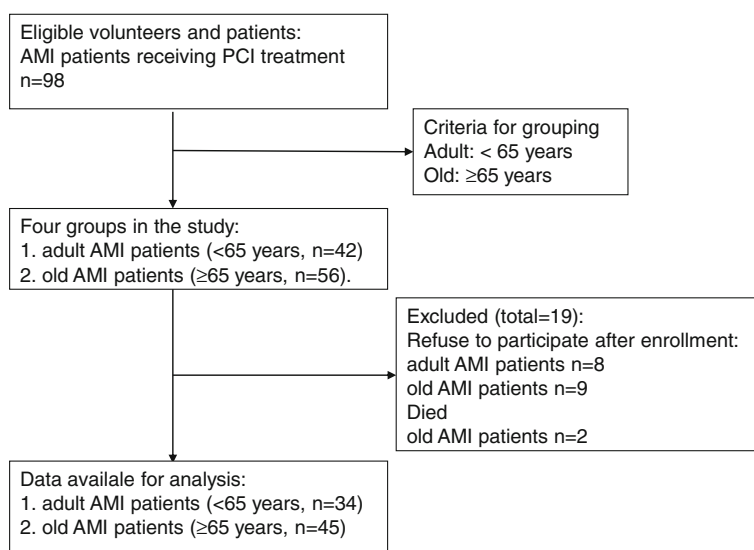 Eligible volunteers and patients:
AMI patients receiving PCI treatment
n=98
Criteria for grouping
Adult: < 65 years
Old: ≥65 years
Four groups in the study:
1. adult AMI patients (<65 years, n=42)
2. old AMI patients (≥65 years, n=56).
Excluded (total=19):
Refuse to participate after enrollment:
adult AMI patients n=8
old AMI patients n=9
Died
old AMI patients n=2
Data availale for analysis:
1. adult AMI patients (<65 years, n=34)
2. old AMI patients (≥65 years, n=45)